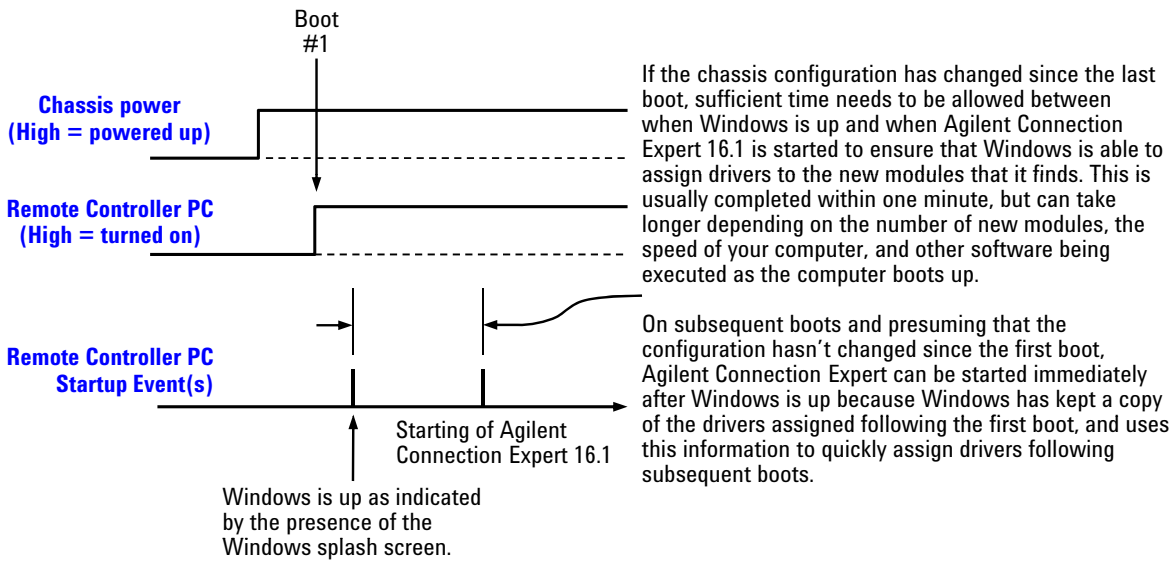 Boot
#1
Chassis power
(High = powered up)
Remote Controller PC
(High = turned on)
Remote Controller PC
Startup Event(s)
Starting of Agilent
Connection Expert 16.1
Windows is up as indicated
by the presence of the
Windows splash screen.
If the chassis configuration has changed since the last
boot, sufficient time needs to be allowed between
when Windows is up and when Agilent Connection
Expert 16.1 is started to ensure that Windows is able to
assign drivers to the new modules that it finds. This is
usually completed within one minute, but can take
longer depending on the number of new modules, the
speed of your computer, and other software being
executed as the computer boots up.
On subsequent boots and presuming that the
configuration hasn’t changed since the first boot,
Agilent Connection Expert can be started immediately
after Windows is up because Windows has kept a copy
of the drivers assigned following the first boot, and uses
this information to quickly assign drivers following
subsequent boots.